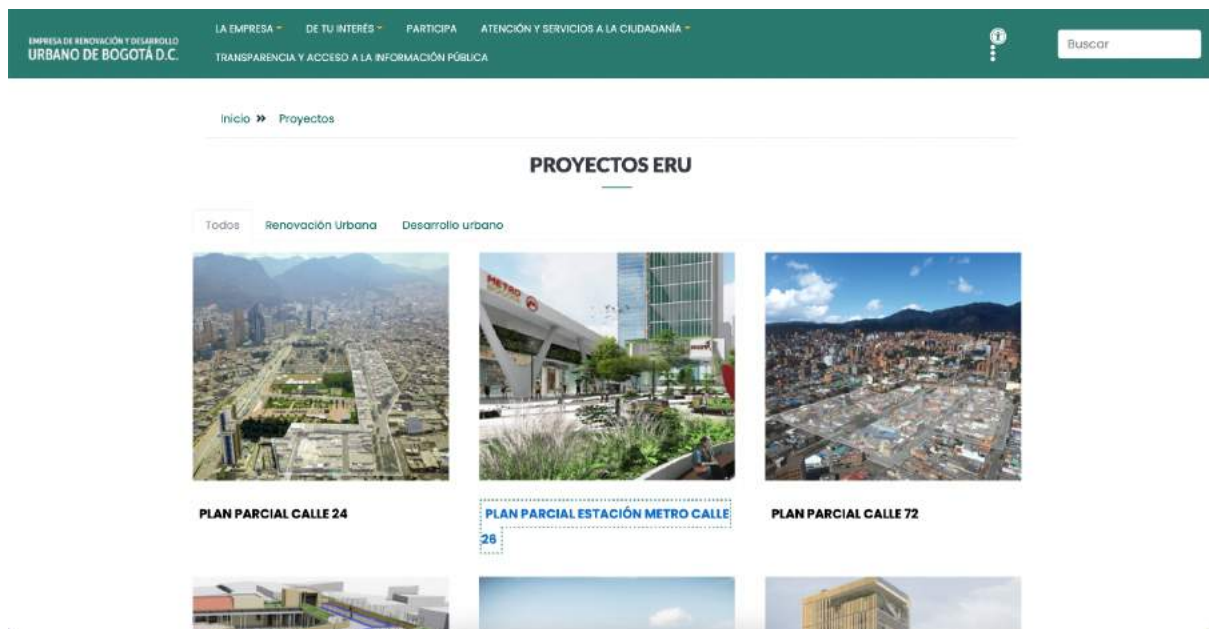 LA EMPRESA DE TU INTERÉS PARTICIPA ATENCIÓN Y SERVICIOS A LA CIUDADANÍA
EMPRESA DE RENOVACIÓN Y DESARROLLO
URBANO DE BOGOTÁ D.C.
TRANSPARENCIA Y ACCESO A LA INFORMACIÓN PÚBLICA
Buscar
Inicio » Proyectos
PROYECTOS ERU
Todos Renovación Urbana Desarrollo urbano
METRO
PLAN PARCIAL CALLE 24
PLAN PARCIAL ESTACIÓN METRO CALLE
26
PLAN PARCIAL CALLE 72